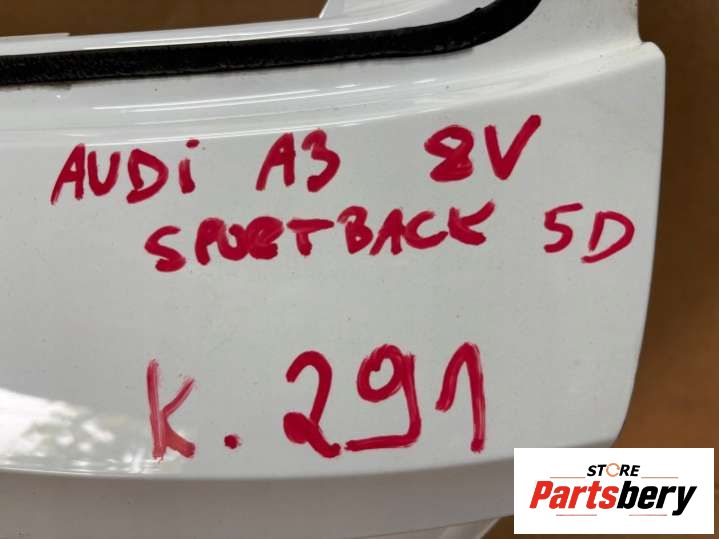 AUDi A3 8V
SPORTBACK 5D
K. 291
STORE
Partsbery